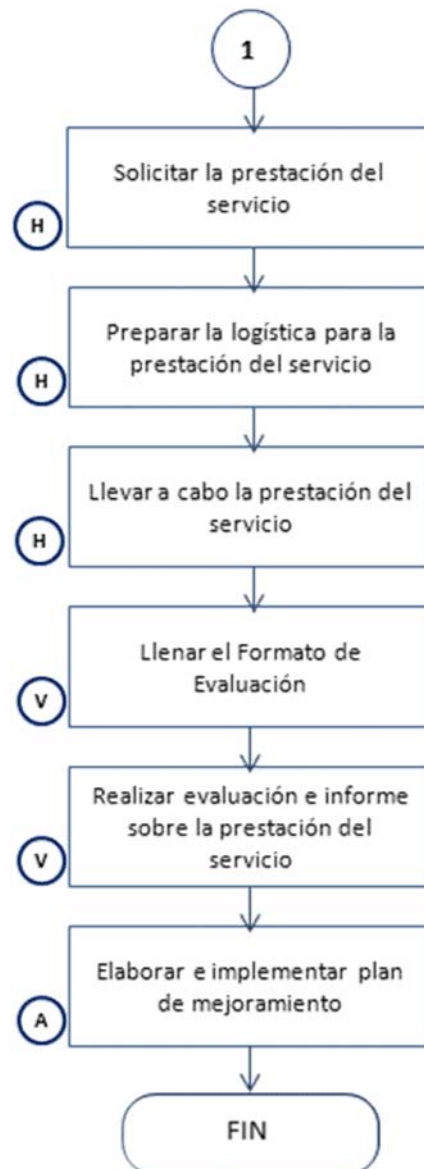 1
Solicitar la prestación del
servicio
H
Preparar la logística para la
prestación del servicio
H
Llevar a cabo la prestación del
servicio
H
Llenar el Formato de
Evaluación
V
Realizar evaluación e informe
sobre la prestación del
servicio
V
Elaborar e implementar plan
de mejoramiento
A
FIN